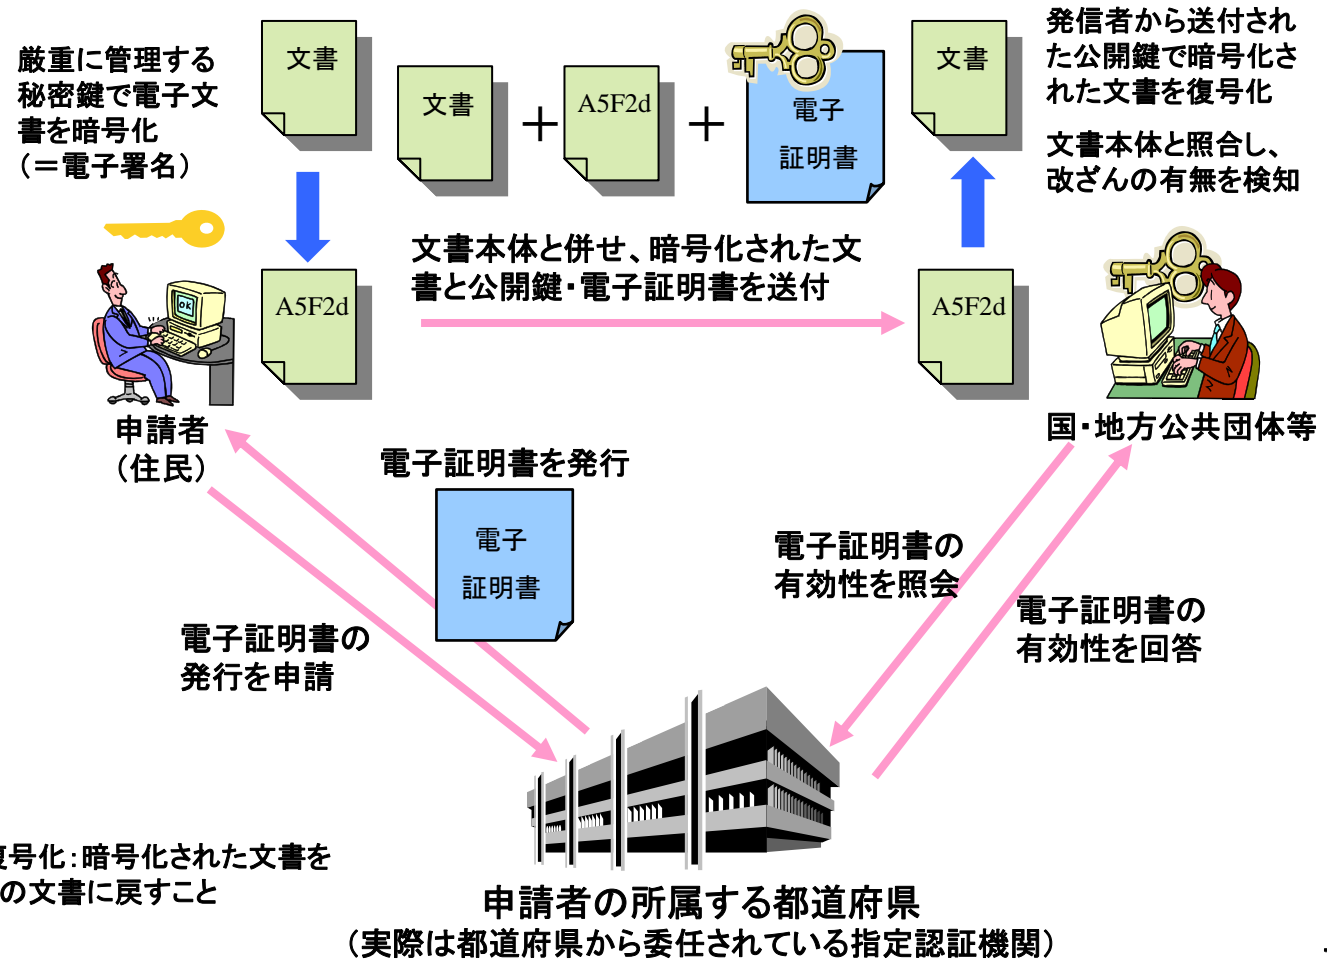 厳重に管理する
秘密鍵で電子文
書を暗号化
（＝電子署名）
文書
文書
＋
A5F2d
＋
電子
証明書
文書
発信者から送付され
た公開鍵で暗号化さ
れた文書を復号化
文書本体と照合し、
改ざんの有無を検知
文書本体と併せ、暗号化された文
書と公開鍵・電子証明書を送付
OK
A5F2d
A5F2d
申請者
（住民）
国・地方公共団体等
電子証明書を発行
電子
証明書
電子証明書の
発行を申請
電子証明書の
有効性を照会
電子証明書の
有効性を回答
復号化：暗号化された文書を
の文書に戻すこと
申請者の所属する都道府県
（実際は都道府県から委任されている指定認証機関）